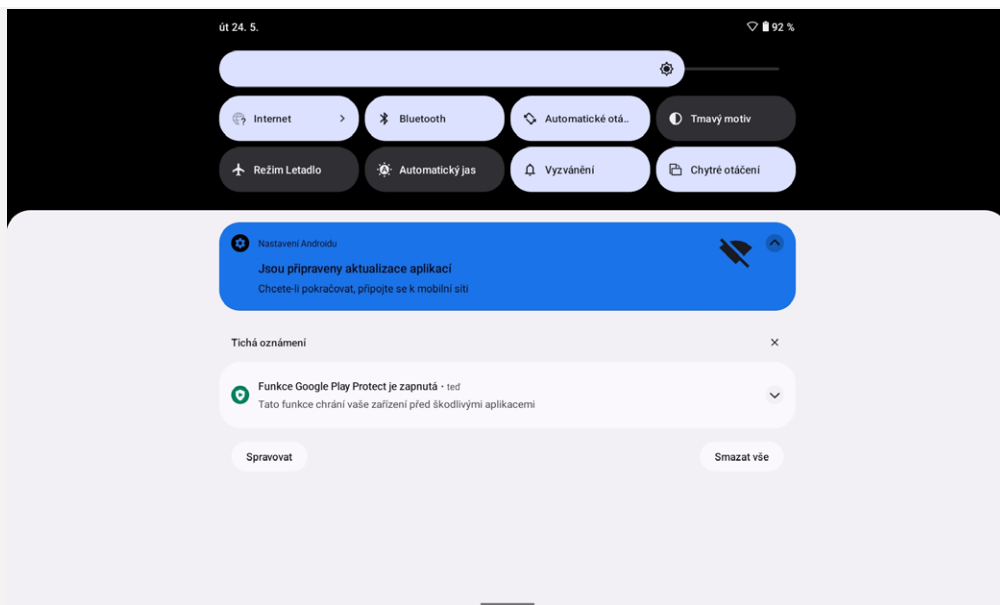 út 24. 5.
92 %
Internet
Bluetooth
Automatické otá..
Tmavý motiv
Režim Letadlo
Automatický jas
Vyzvánění
Chytré otáčení
Nastavení Androidu
Jsou připraveny aktualizace aplikací
Chcete-li pokračovat, připojte se k mobilní síti
Tichá oznámení
Funkce Google Play Protect je zapnutá • teď
Tato funkce chrání vaše zařízení před škodlivými aplikacemi
Spravovat
Smazat vše